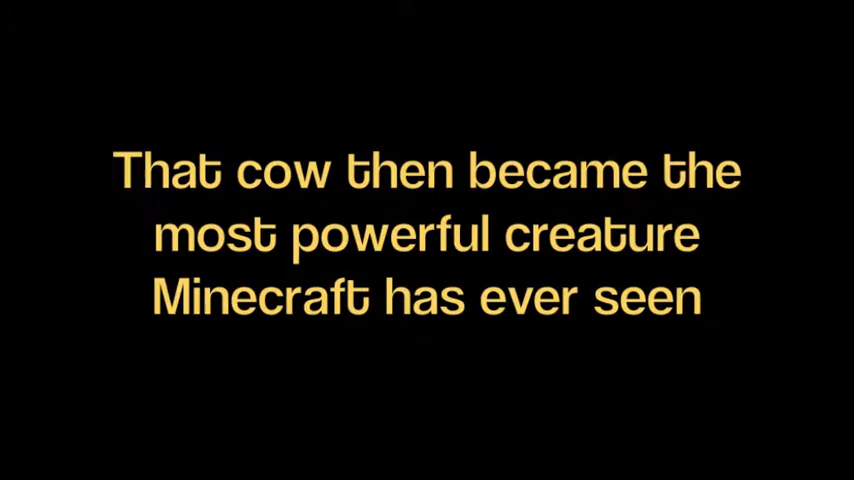 That cow then became the
most powerful creature
Minecraft has ever seen